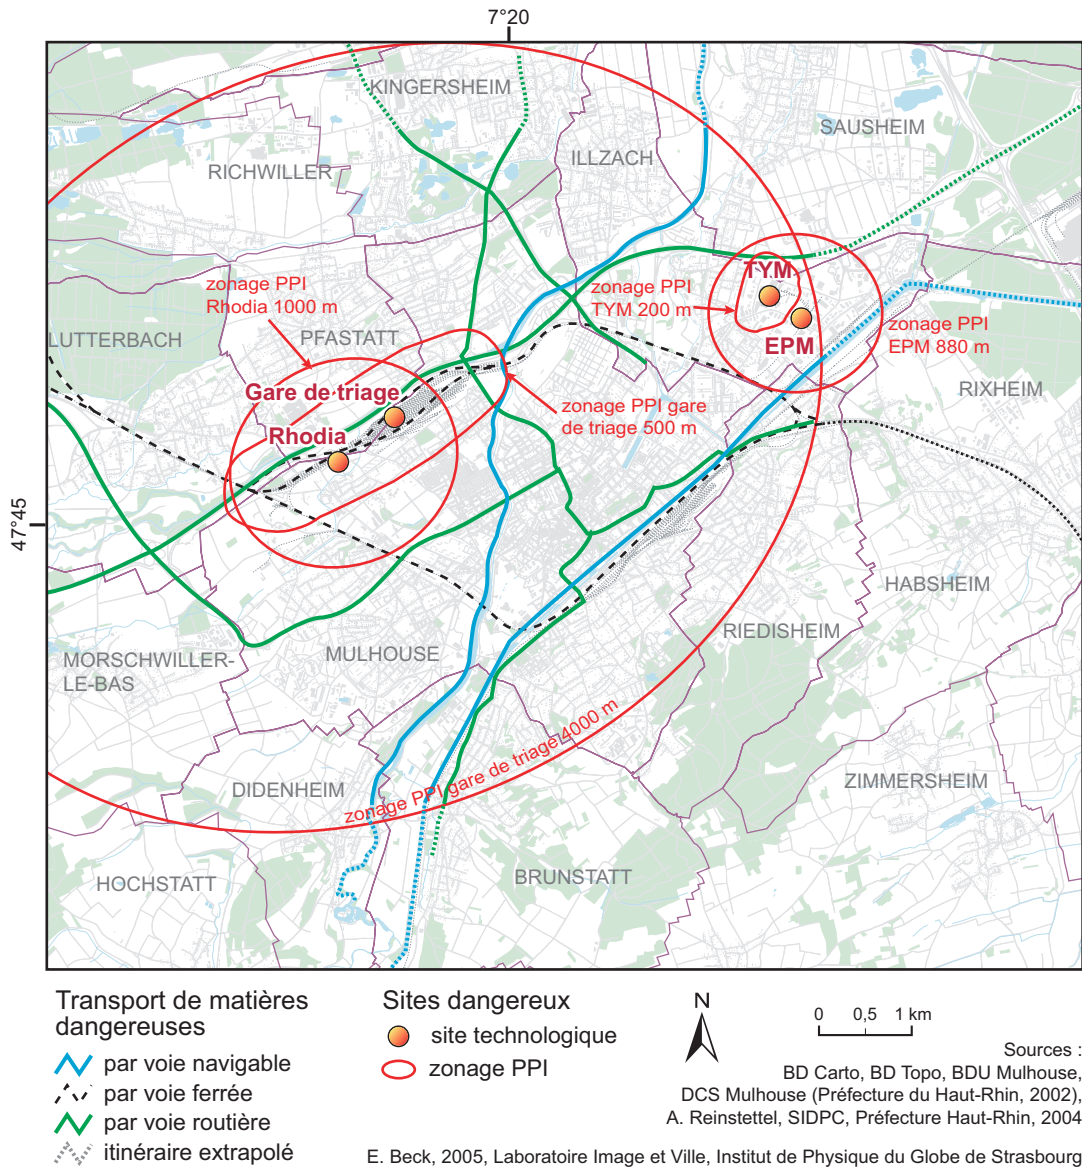 7°20
KINGERSHEIM
SAUSHEIM
ILLZACH
RICHWILLER
zonage PPI
Rhodia 1000 m
TYM
zonage PPI
TYM 200 m
PFASTATT
LUTTERBACH
zonage PPI
EPM 880 m
EPM
Gare de triage
RIXHEIM
zonage PPI gare
de triage 500 m
Rhodia
47°45
HABSHEIM
RIEDISHEIM
MULHOUSE
MORSCHWILLER-
LE-BAS
zonage PPI gare de triage 4000 m
ZIMMERSHEIM
DIDENHEIM
HOCHSTATT
BRUNSTATT
Transport de matières
dangereuses
par voie navigable
par voie ferrée
par voie routière
itinéraire extrapolé
Sites dangereux
site technologique
zonage PPI
N
0 0,5 1 km
Sources :
BD Carto, BD Topo, BDU Mulhouse,
DCS Mulhouse (Préfecture du Haut-Rhin, 2002),
A. Reinstettel, SIDPC, Préfecture Haut-Rhin, 2004
E. Beck, 2005, Laboratoire Image et Ville, Institut de Physique du Globe de Strasbourg